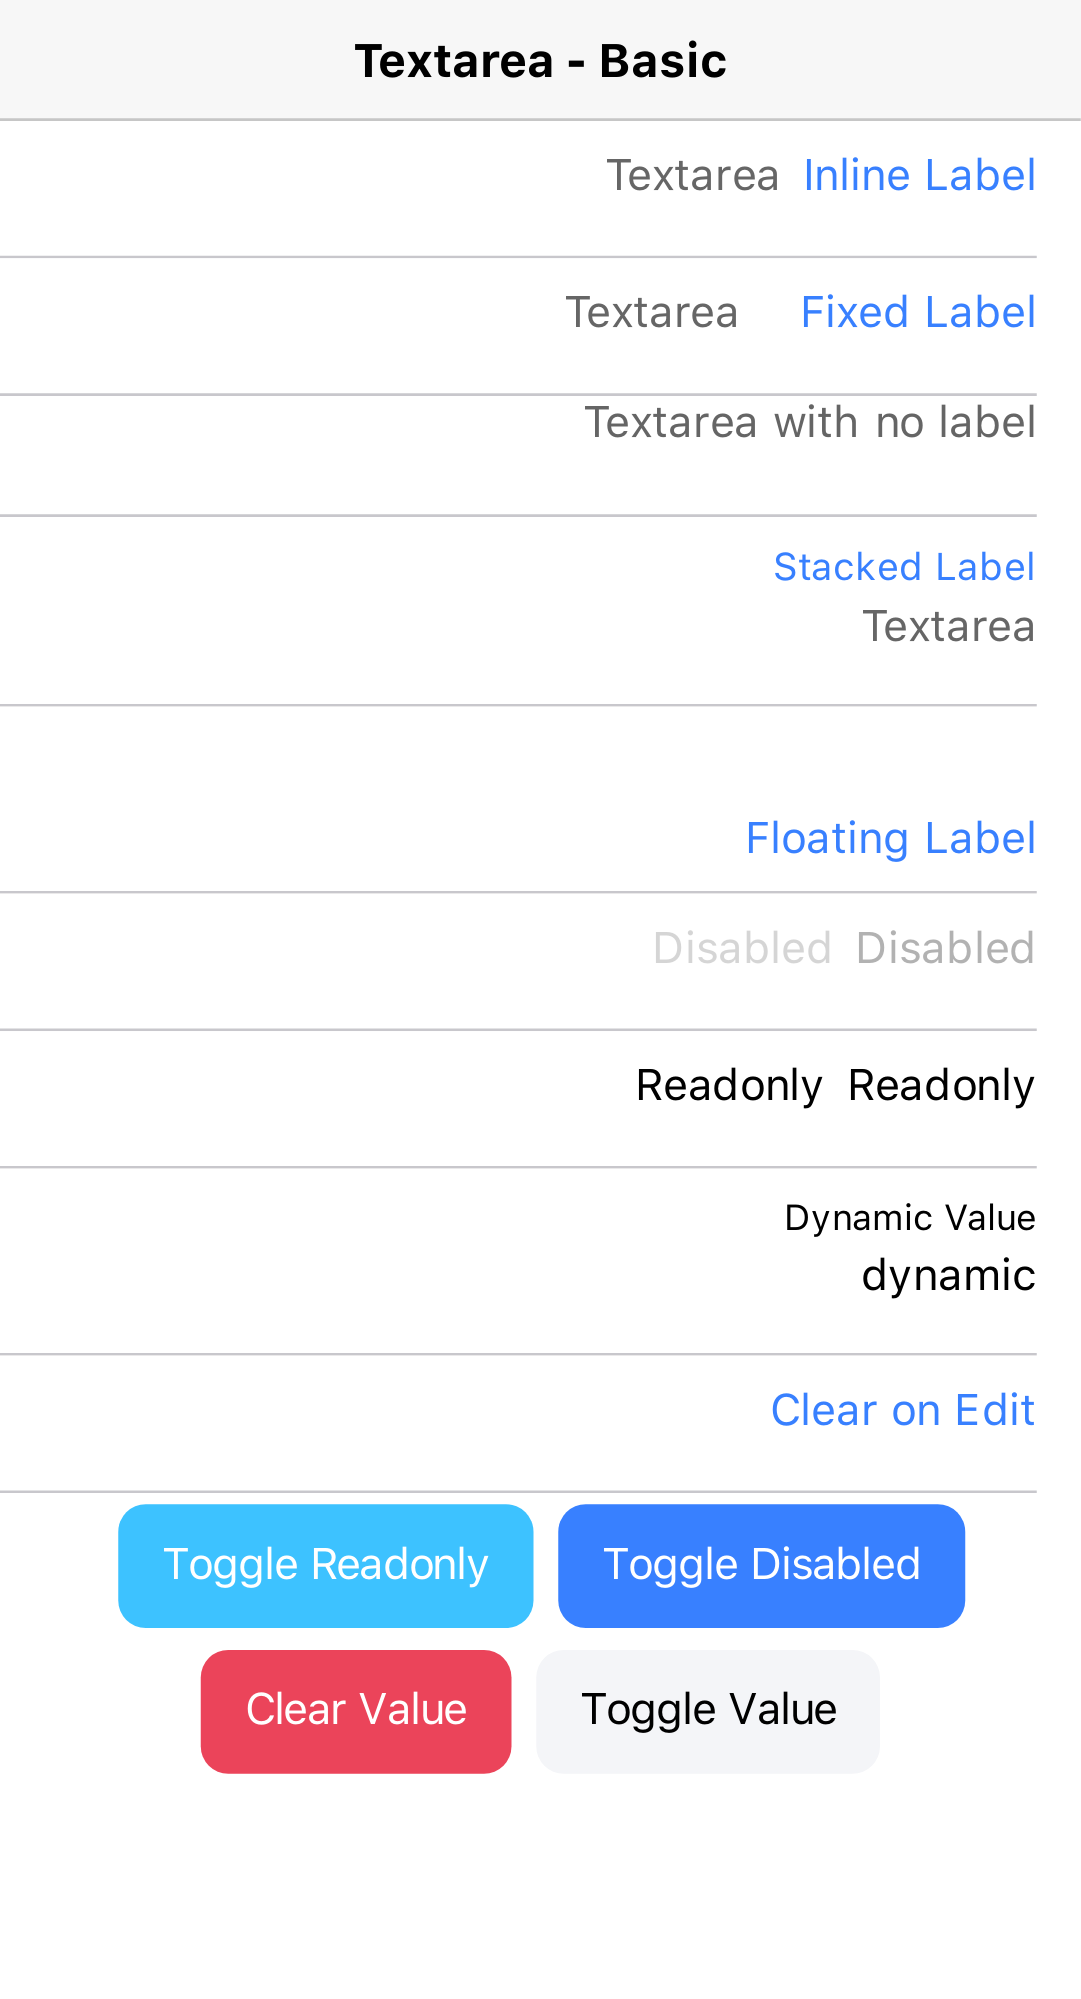 Textarea - Basic
Textarea Inline Label
Textarea Fixed Label
Textarea with no label
Stacked Label
Textarea
Floating Label
Disabled Disabled
Readonly Readonly
Dynamic Value
dynamic
Clear on Edit
Toggle Readonly Toggle Disabled
Clear Value Toggle Value